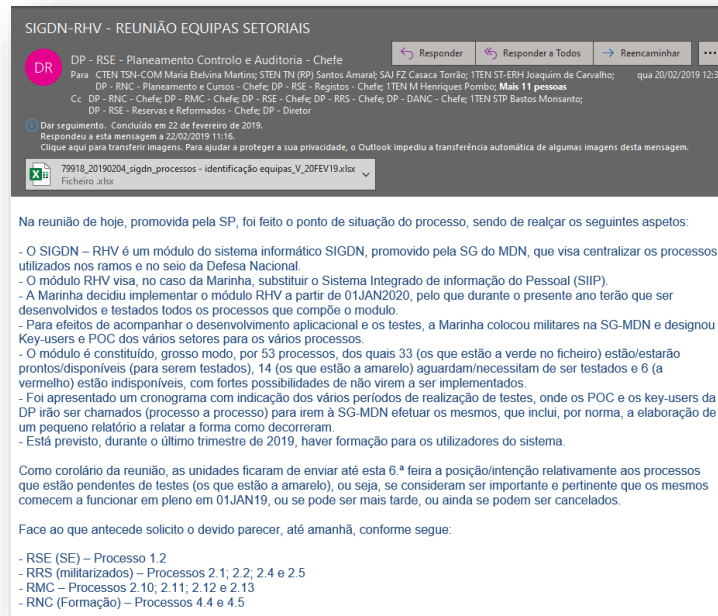 SIGDN-RHV - REUNIÃO EQUIPAS SETORIAIS
Responder
Responder a Todos
Reencaminhar
DR
DP - RSE - Planeamento Controlo e Auditoria - Chefe
Para CTEN TSN-COM Maria Etelvina Martins; STEN TN (RP) Santos Amaral; SAJ FZ Casaca Torrão; 1TEN ST-ERH Joaquim de Carvalho;
qua 20/02/2019 12:3
DP - RNC - Planeamento e Cursos - Chefe; DP - RSE - Registos - Chefe; 1TEN M Henriques Pombo; Mais 11 pessoas
Cc DP - RNC - Chefe; DP - RMC - Chefe; DP - RSE - Chefe; DP - RRS - Chefe; DP - DANC - Chefe; 1TEN STP Bastos Monsanto;
DP - RSE - Reservas e Reformados - Chefe; DP - Diretor
Dar seguimento. Concluído em 22 de fevereiro de 2019.
Respondeu a esta mensagem a 22/02/2019 11:16.
Clique aqui para transferir imagens. Para ajudar a proteger a sua privacidade, o Outlook impediu a transferência automática de algumas imagens desta mensagem.
79918_20190204_sigdn_processos - identificação equipas_V_20FEV19.xlsx
Ficheiro .xlsx
Na reunião de hoje, promovida pela SP, foi feito o ponto de situação do processo, sendo de realçar os seguintes aspetos:
- O SIGDN – RHV é um módulo do sistema informático SIGDN, promovido pela SG do MDN, que visa centralizar os processos
utilizados nos ramos e no seio da Defesa Nacional.
- O módulo RHV visa, no caso da Marinha, substituir o Sistema Integrado de informação do Pessoal (SIIP).
- A Marinha decidiu implementar o módulo RHV a partir de 01JAN2020, pelo que durante o presente ano terão que ser
desenvolvidos e testados todos os processos que compõe o modulo.
- Para efeitos de acompanhar o desenvolvimento aplicacional e os testes, a Marinha colocou militares na SG-MDN e designou
Key-users e POC dos vários setores para os vários processos.
- O módulo é constituído, grosso modo, por 53 processos, dos quais 33 (os que estão a verde no ficheiro) estão/estarão
prontos/disponíveis (para serem testados), 14 (os que estão a amarelo) aguardam/necessitam de ser testados e 6 (a
vermelho) estão indisponíveis, com fortes possibilidades de não virem a ser implementados.
- Foi apresentado um cronograma com indicação dos vários períodos de realização de testes, onde os POC e os key-users da
DP irão ser chamados (processo a processo) para irem à SG-MDN efetuar os mesmos, que inclui, por norma, a elaboração de
um pequeno relatório a relatar a forma como decorreram.
- Está previsto, durante o último trimestre de 2019, haver formação para os utilizadores do sistema.
Como corolário da reunião, as unidades ficaram de enviar até esta 6.ª feira a posição/intenção relativamente aos processos
que estão pendentes de testes (os que estão a amarelo), ou seja, se consideram ser importante e pertinente que os mesmos
comecem a funcionar em pleno em 01JAN19, ou se pode ser mais tarde, ou ainda se podem ser cancelados.
Face ao que antecede solicito o devido parecer, até amanhã, conforme segue:
- RSE (SE) – Processo 1.2
- RRS (militarizados) – Processos 2.1; 2.2; 2.4 e 2.5
- RMC – Processos 2.10; 2.11; 2.12 e 2.13
- RNC (Formação) – Processos 4.4 e 4.5